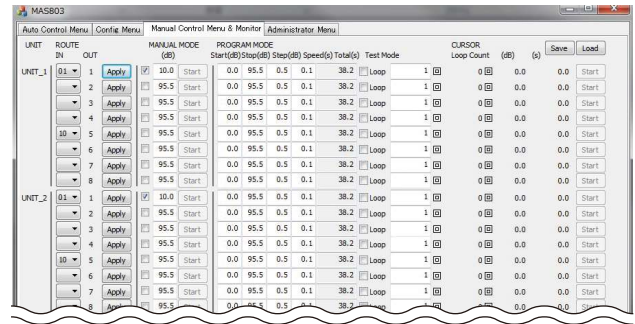 MAS803
Auto Control Menu Config Menu Manual Control Menu & Monitor Administrator Menu
UNIT ROUTE MANUAL MODE PROGRAM MODE CURSOR Save Load
IN OUT (dB) Start(dB) Stop(dB) Step(dB) Speed(s) Total(s) Test Mode Loop Count (dB) (s)
UNIT_1 01 1 Apply 10.0 Start 0.0 95.5 0.5 0.1 38.2 Loop 1 0 0.0 0.0 Start
2 Apply 95.5 Start 0.0 95.5 0.5 0.1 38.2 Loop 1 0 0.0 0.0 Start
3 Apply 95.5 Start 0.0 95.5 0.5 0.1 38.2 Loop 1 0 0.0 0.0 Start
4 Apply 95.5 Start 0.0 95.5 0.5 0.1 38.2 Loop 1 0 0.0 0.0 Start
10 5 Apply 95.5 Start 0.0 95.5 0.5 0.1 38.2 Loop 1 0 0.0 0.0 Start
6 Apply 95.5 Start 0.0 95.5 0.5 0.1 38.2 Loop 1 0 0.0 0.0 Start
7 Apply 95.5 Start 0.0 95.5 0.5 0.1 38.2 Loop 1 0 0.0 0.0 Start
8 Apply 95.5 Start 0.0 95.5 0.5 0.1 38.2 Loop 1 0 0.0 0.0 Start
UNIT_2 01 1 Apply 10.0 Start 0.0 95.5 0.5 0.1 38.2 Loop 1 0 0.0 0.0 Start
2 Apply 95.5 Start 0.0 95.5 0.5 0.1 38.2 Loop 1 0 0.0 0.0 Start
3 Apply 95.5 Start 0.0 95.5 0.5 0.1 38.2 Loop 1 0 0.0 0.0 Start
4 Apply 95.5 Start 0.0 95.5 0.5 0.1 38.2 Loop 1 0 0.0 0.0 Start
10 5 Apply 95.5 Start 0.0 95.5 0.5 0.1 38.2 Loop 1 0 0.0 0.0 Start
6 Apply 95.5 Start 0.0 95.5 0.5 0.1 38.2 Loop 1 0 0.0 0.0 Start
7 Apply 95.5 Start 0.0 95.5 0.5 0.1 38.2 Loop 1 0 0.0 0.0 Start
8 Apply 95.5 Start 0.0 95.5 0.5 0.1 38.2 1 0 0.0 0.0 Start